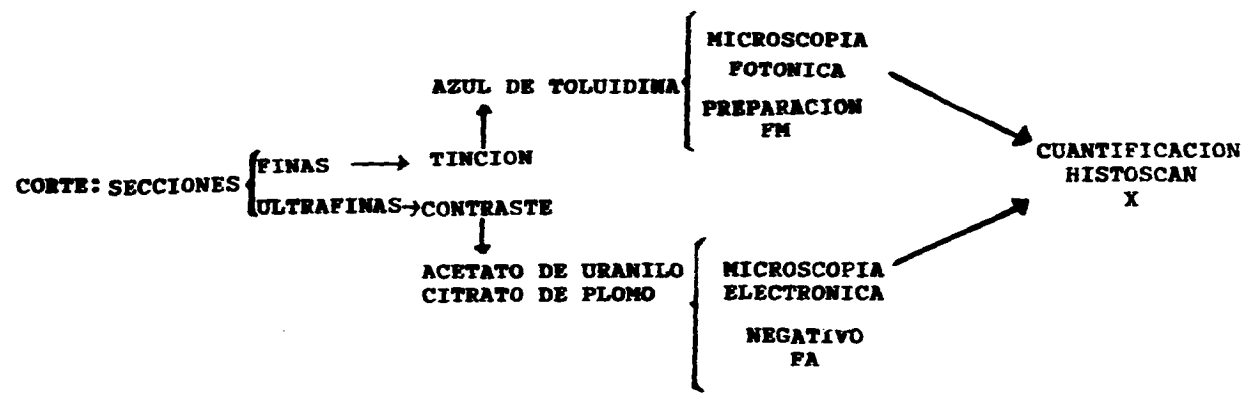 MICROSCOPIA
FOTONICA
AZUL DE TOLUIDINA
PREPARACION
FM
CORTE: SECCIONES
FINAS
TINCION
ULTRAFINAS
CONTRASTE
ACETATO DE URANILO
CITRATO DE PLOMO
MICROSCOPIA
ELECTRONICA
NEGATIVO
FA
CUANTIFICACION
HISTOSCAN
X